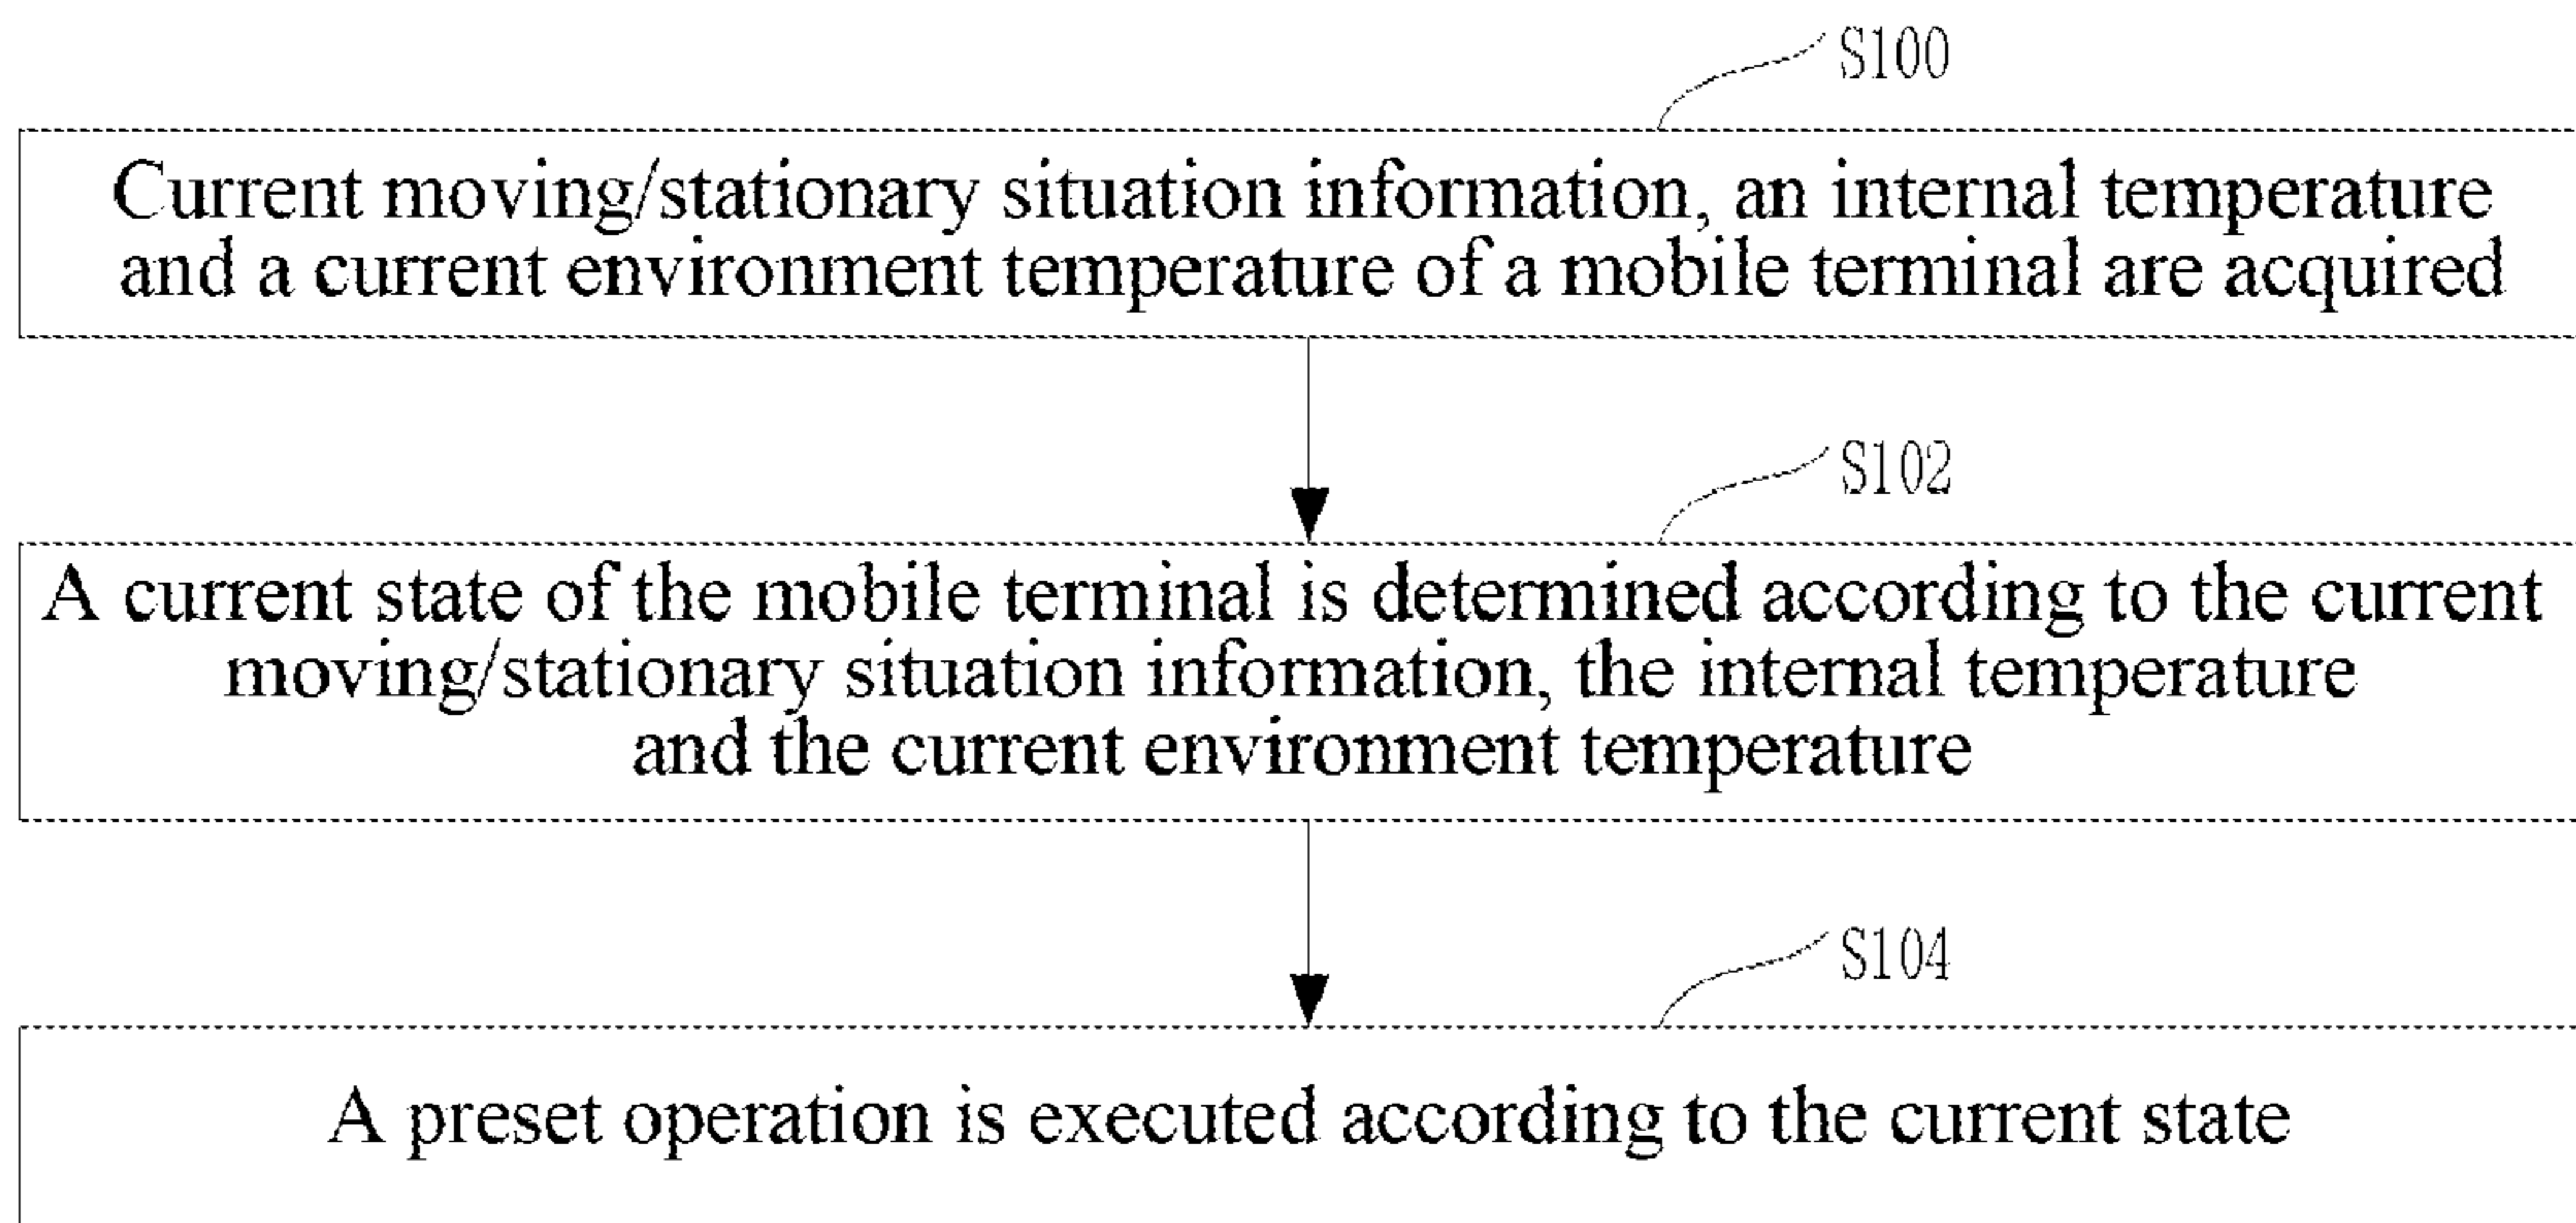 S100
Current moving/stationary situation information, an internal temperature
and a current environment temperature of a mobile terminal are acquired
S102
A current state of the mobile terminal is determined according to the current
moving/stationary situation information, the internal temperature
and the current environment temperature
S104
A preset operation is executed according to the current state